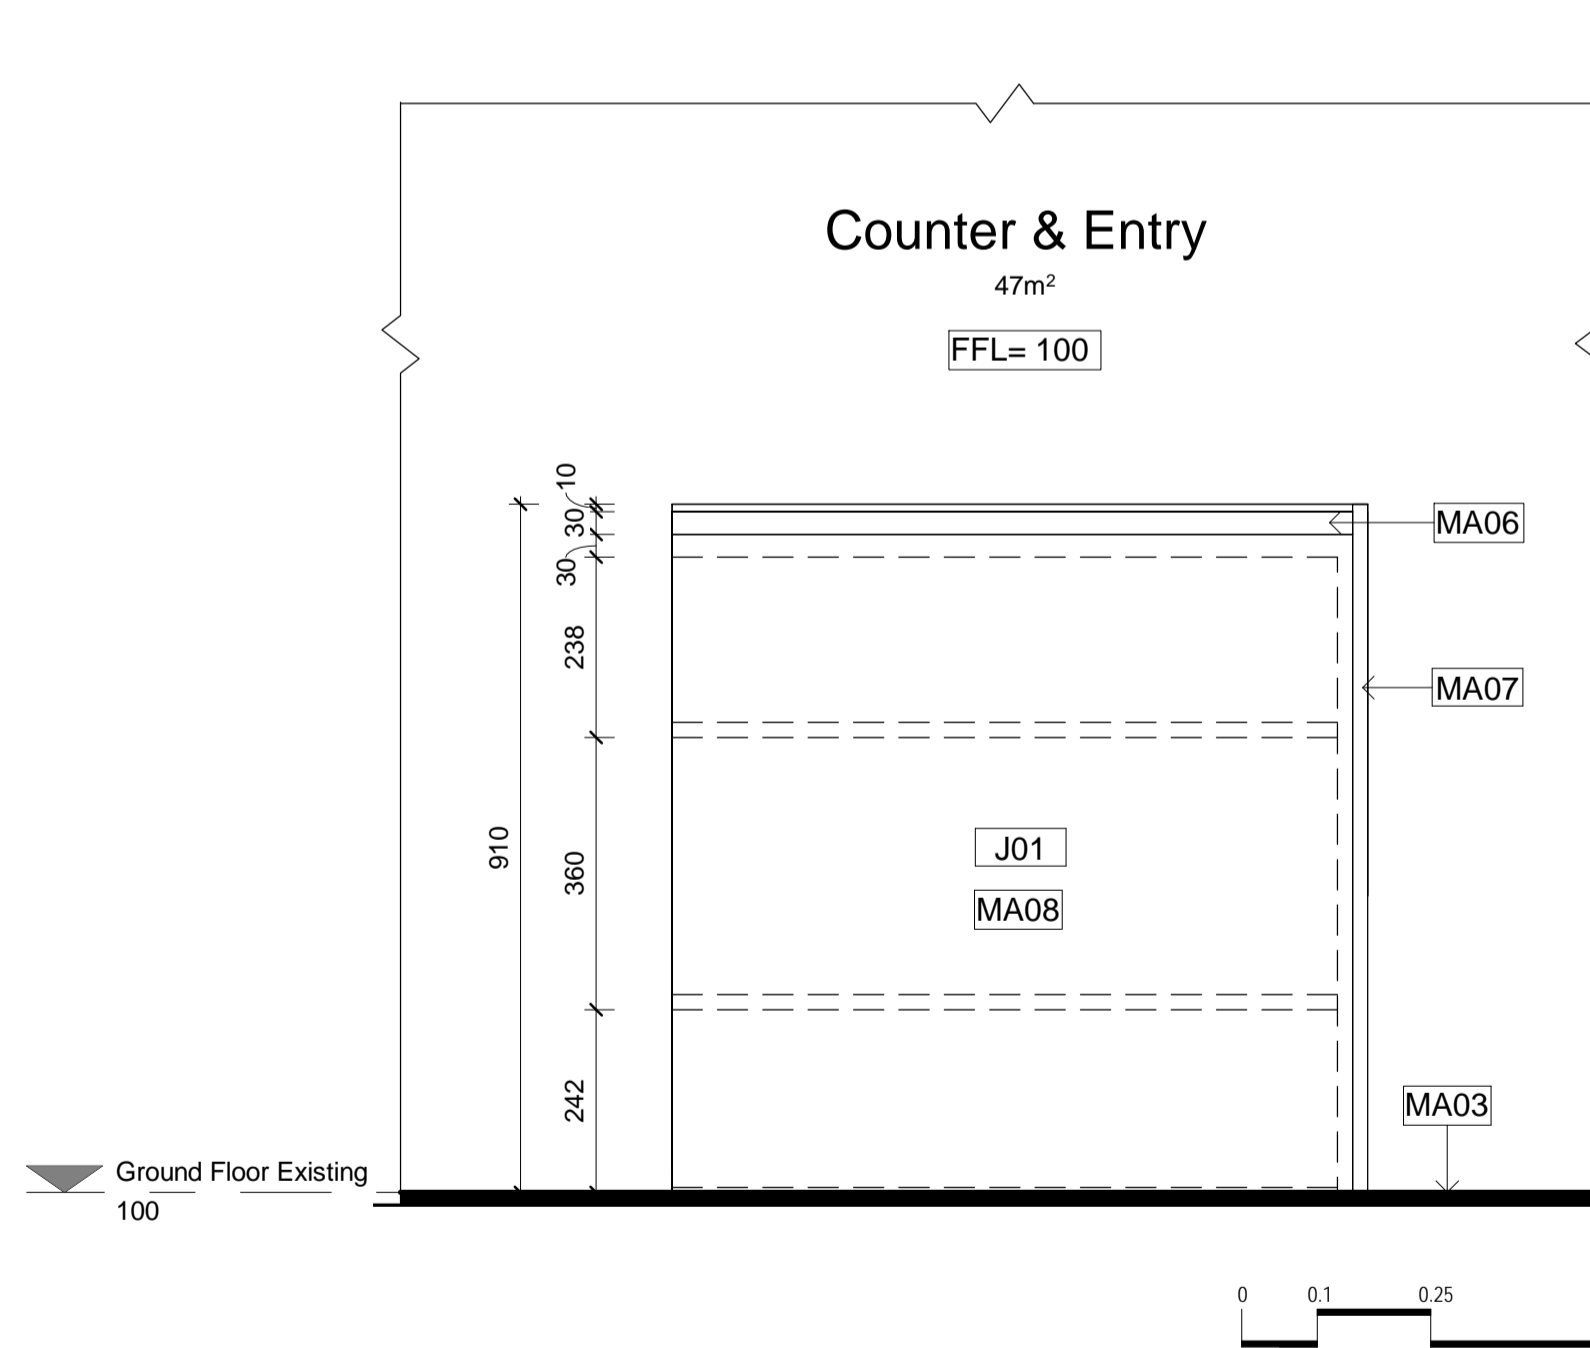 Counter & Entry
47m²
FFL= 100
10
30
30
238
910
360
242
MA06
MA07
J01
MA08
MA03
Ground Floor Existing
100
0 0.1 0.25